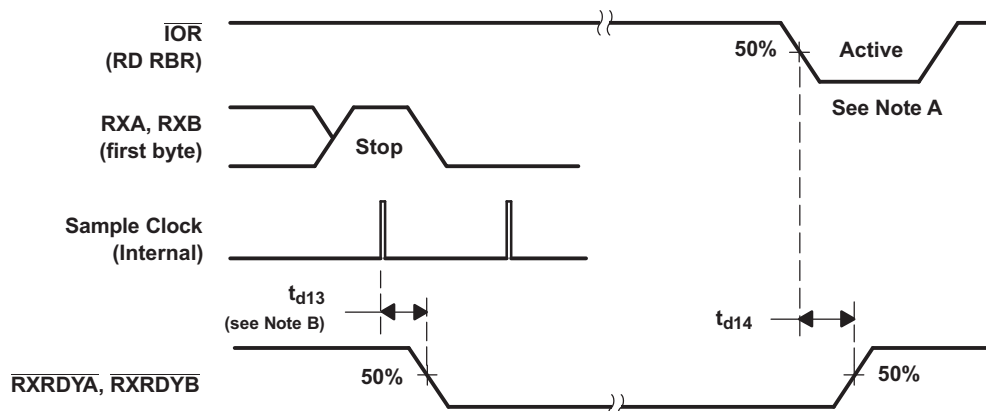 IOR
(RD RBR)
50%
Active
See Note A
RXA, RXB
(first byte)
Stop
Sample Clock
(Internal)
td13
(see Note B)
td14
RXRDYA, RXRDYB
50%
50%